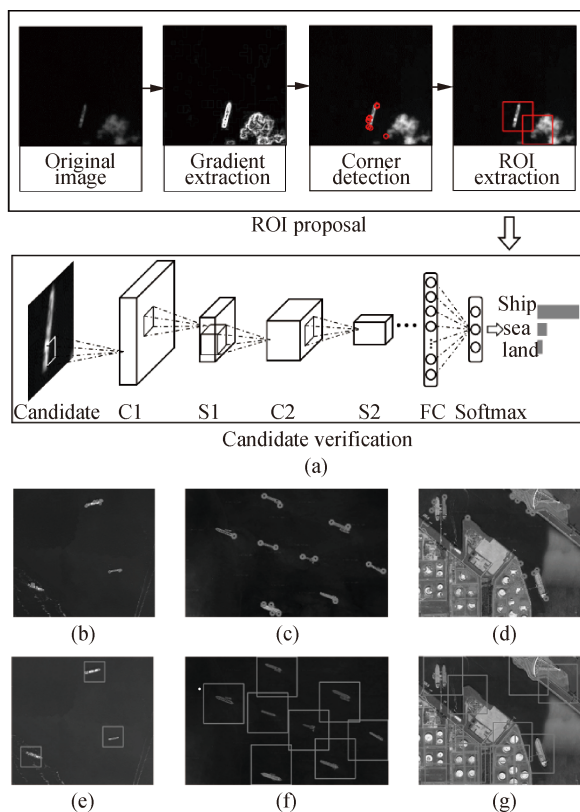 Original
image
Gradient
extraction
Corner
detection
ROI
extraction
ROI proposal
Ship
sea
land
Candidate C1 S1 C2 S2 FC Softmax
Candidate verification
(a)
(b) (c) (d)
(e) (f) (g)